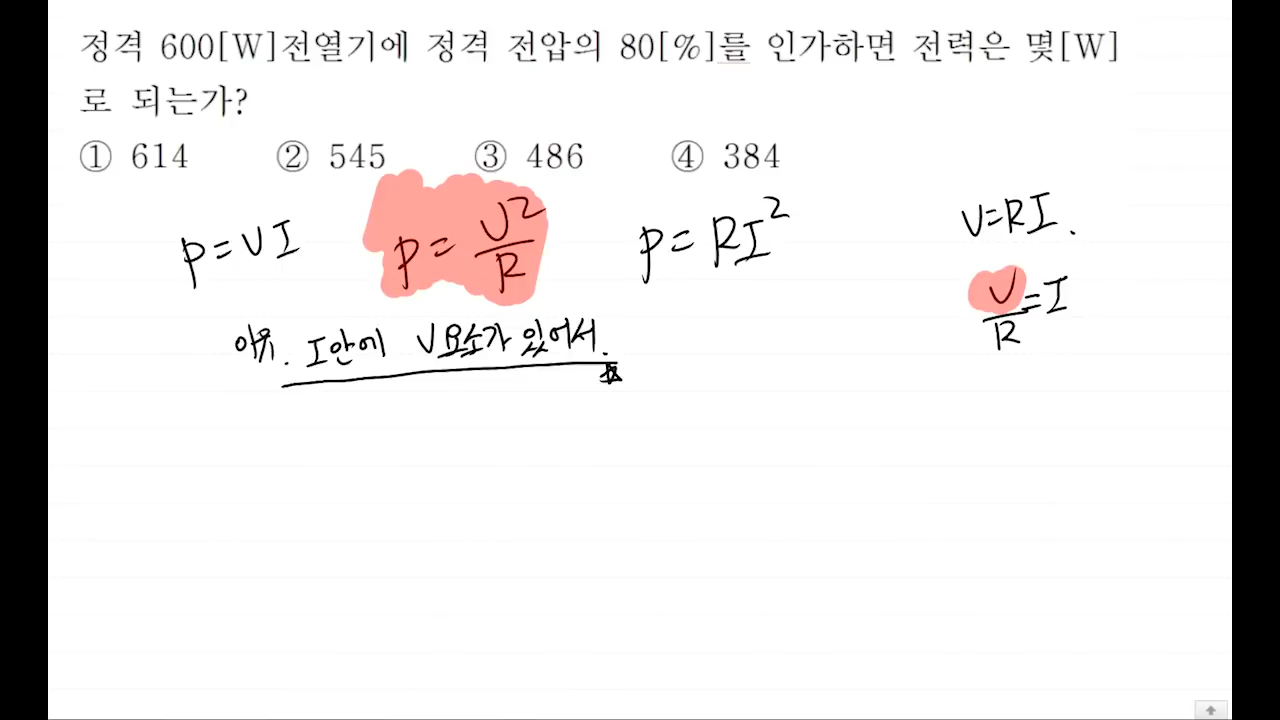 정격 600[W]전열기에 정격 전압의 80[%]를 인가하면 전력은 몇[W]
로 되는가?
① 614 ② 545 ③ 486 ④ 384
P=VI P=V²/R P=RI² V=RI.
V/R=I
이유. I안에 V요소가 있어서.